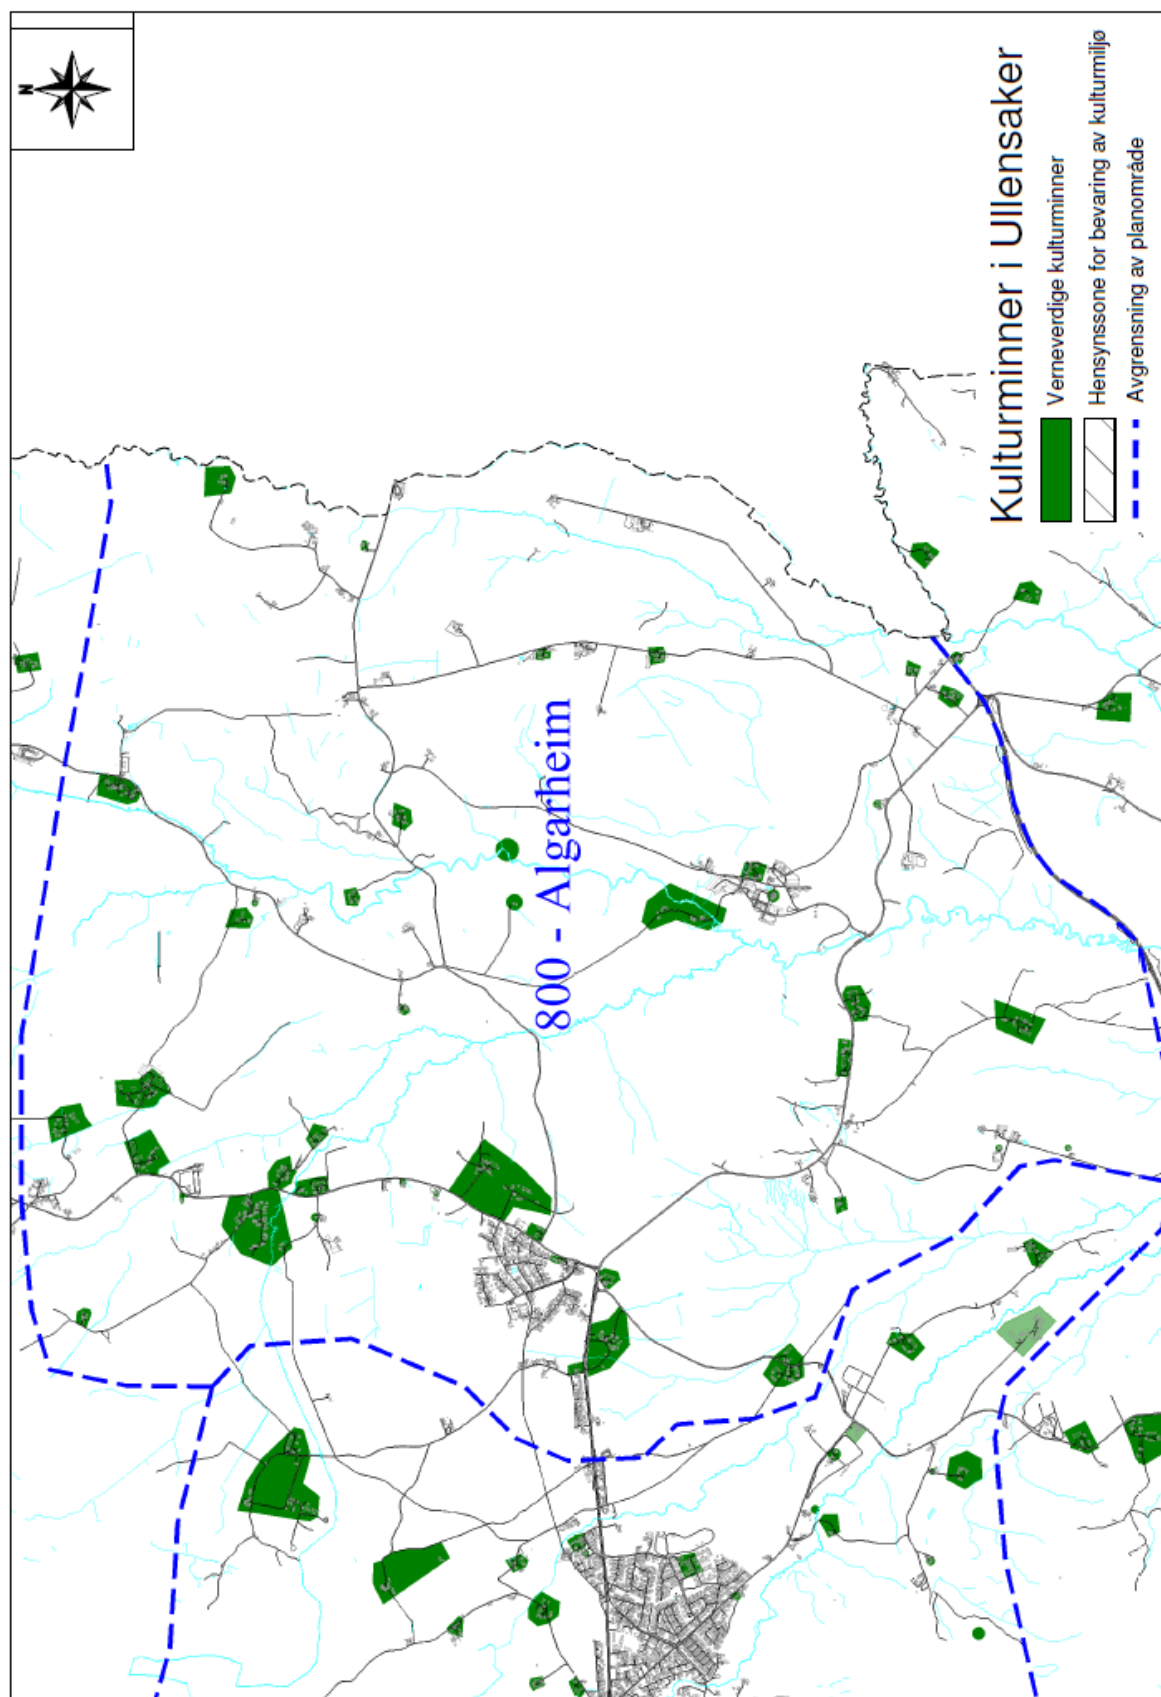 N
Kulturminner i Ullensaker
Verneverdige kulturminner
Hensynssone for bevaring av kulturmiljø
Avgrensning av planområde
800 - Algarheim